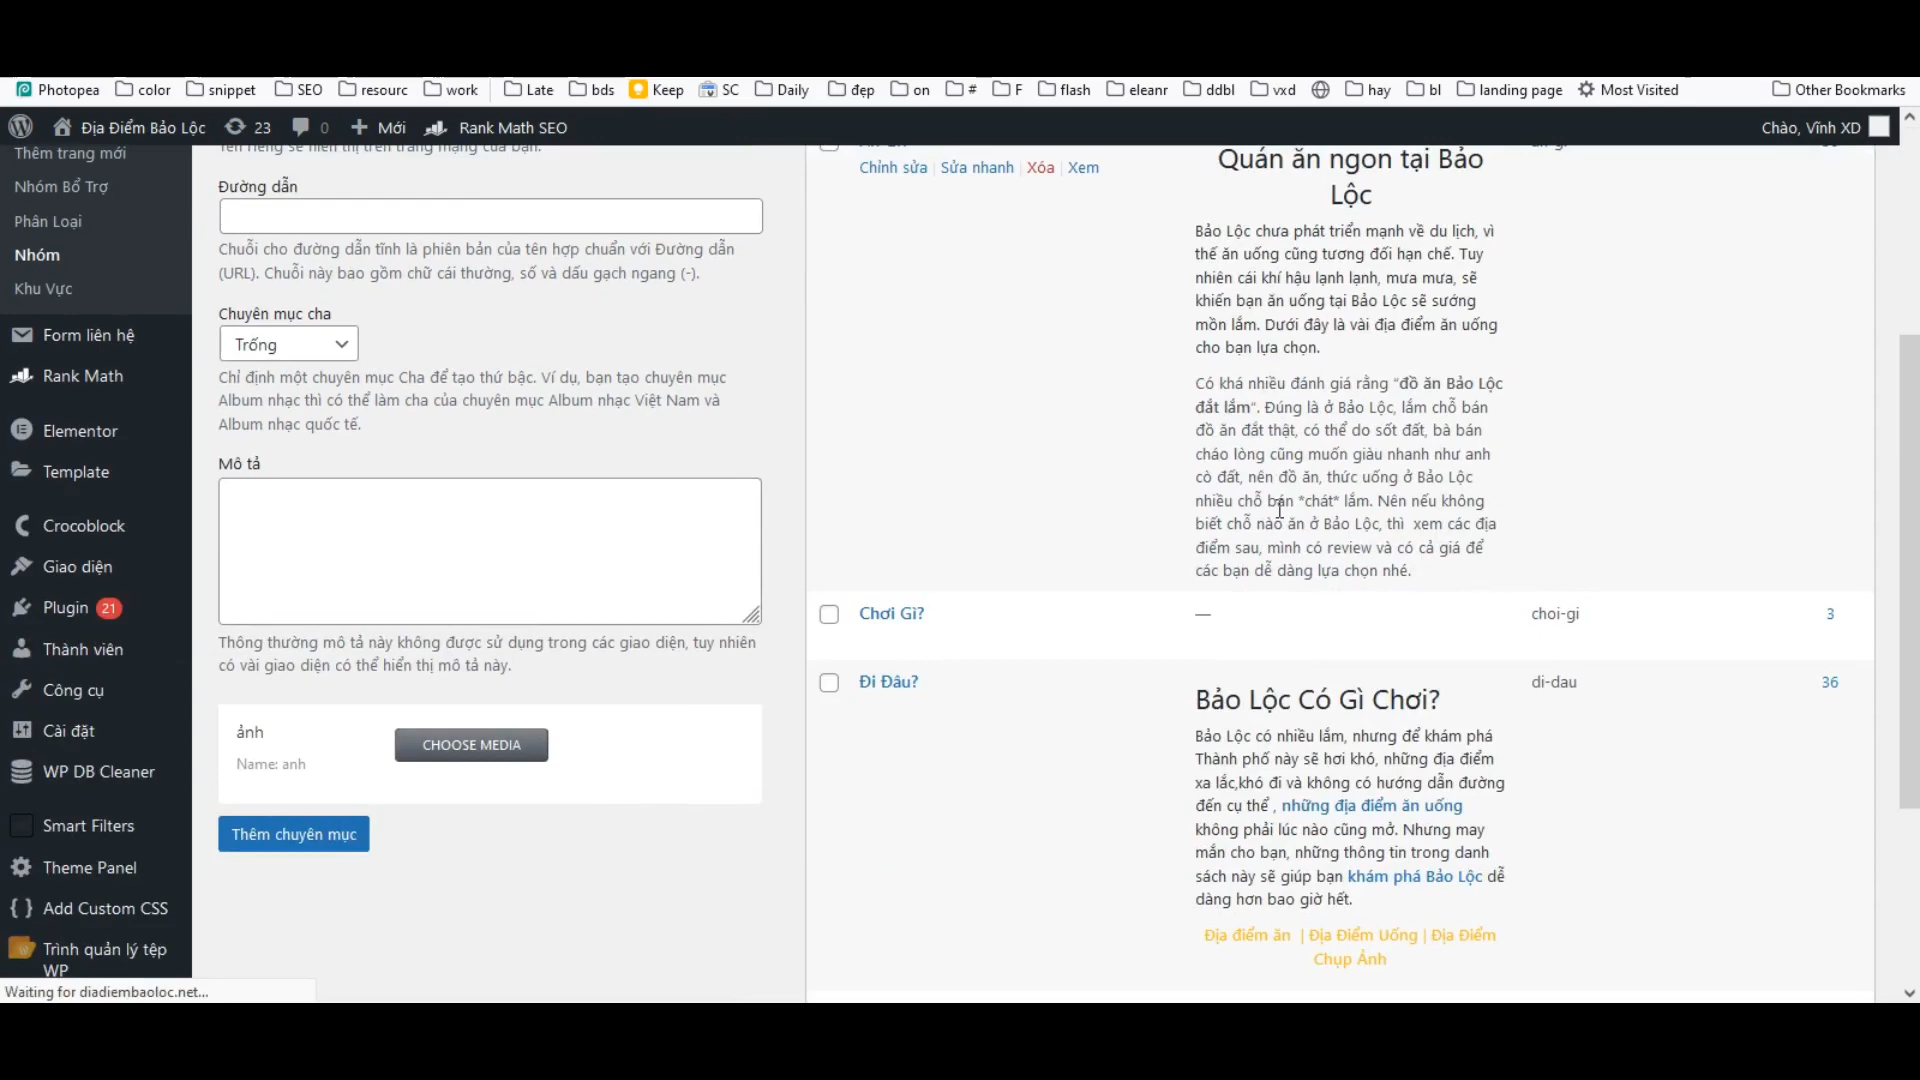 Photopea color snippet SEO resourc work Late bds Keep SC Daily đẹp on # F flash eleanr ddbl vxd hay bl landing page Most Visited Other Bookmarks
Địa Điểm Bảo Lộc 23 0 Mới Rank Math SEO Chào, Vĩnh XD
Thêm trang mới
Nhóm Bổ Trợ
Phân Loại
Nhóm
Khu Vực
Form liên hệ
Rank Math
Elementor
Template
Crocoblock
Giao diện
Plugin 21
Thành viên
Công cụ
Cài đặt
WP DB Cleaner
Smart Filters
Theme Panel
Add Custom CSS
Trình quản lý tệp
WP
Waiting for diadiembaoloc.net...
Tên riêng sẽ hiển thị trên trang mạng của bạn.
Đường dẫn
Chuỗi cho đường dẫn tĩnh là phiên bản của tên hợp chuẩn với Đường dẫn
(URL). Chuỗi này bao gồm chữ cái thường, số và dấu gạch ngang (-).
Chuyên mục cha
Trống
Chỉ định một chuyên mục Cha để tạo thứ bậc. Ví dụ, bạn tạo chuyên mục
Album nhạc thì có thể làm cha của chuyên mục Album nhạc Việt Nam và
Album nhạc quốc tế.
Mô tả
Thông thường mô tả này không được sử dụng trong các giao diện, tuy nhiên
có vài giao diện có thể hiển thị mô tả này.
ảnh
Name: anh
CHOOSE MEDIA
Thêm chuyên mục
Chỉnh sửa | Sửa nhanh | Xóa | Xem
Quán ăn ngon tại Bảo
Lộc
Bảo Lộc chưa phát triển mạnh về du lịch, vì
thế ăn uống cũng tương đối hạn chế. Tuy
nhiên cái khí hậu lạnh lạnh, mưa mưa, sẽ
khiến bạn ăn uống tại Bảo Lộc sẽ sướng
mồn lắm. Dưới đây là vài địa điểm ăn uống
cho bạn lựa chọn.
Có khá nhiều đánh giá rằng “đồ ăn Bảo Lộc
đắt lắm“. Đúng là ở Bảo Lộc, lắm chỗ bán
đồ ăn đắt thật, có thể do sốt đất, bà bán
cháo lòng cũng muốn giàu nhanh như anh
cò đất, nên đồ ăn, thức uống ở Bảo Lộc
nhiều chỗ bán *chát* lắm. Nên nếu không
biết chỗ nào ăn ở Bảo Lộc, thì xem các địa
điểm sau, mình có review và có cả giá để
các bạn dễ dàng lựa chọn nhé.
Chơi Gì? — choi-gi 3
Đi Đâu? di-dau 36
Bảo Lộc Có Gì Chơi?
Bảo Lộc có nhiều lắm, nhưng để khám phá
Thành phố này sẽ hơi khó, những địa điểm
xa lắc,khó đi và không có hướng dẫn đường
đến cụ thể , những địa điểm ăn uống
không phải lúc nào cũng mở. Nhưng may
mắn cho bạn, những thông tin trong danh
sách này sẽ giúp bạn khám phá Bảo Lộc dễ
dàng hơn bao giờ hết.
Địa điểm ăn | Địa Điểm Uống | Địa Điểm
Chụp Ảnh